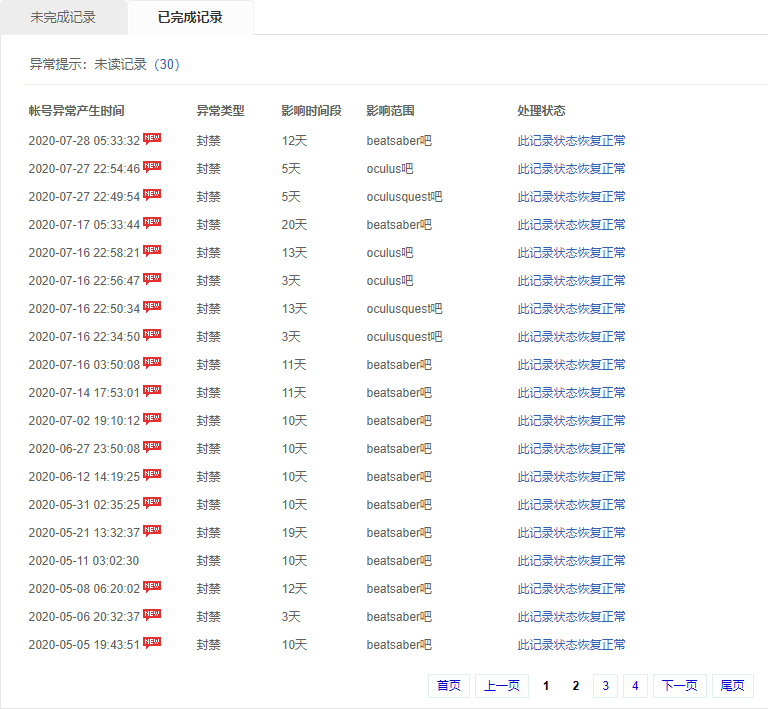 未完成记录 已完成记录
异常提示：未读记录（30）
帐号异常产生时间 异常类型 影响时间段 影响范围 处理状态
2020-07-28 05:33:32 NEW 封禁 12天 beatsaber吧 此记录状态恢复正常
2020-07-27 22:54:46 NEW 封禁 5天 oculus吧 此记录状态恢复正常
2020-07-27 22:49:54 NEW 封禁 5天 oculusquest吧 此记录状态恢复正常
2020-07-17 05:33:44 NEW 封禁 20天 beatsaber吧 此记录状态恢复正常
2020-07-16 22:58:21 NEW 封禁 13天 oculus吧 此记录状态恢复正常
2020-07-16 22:56:47 NEW 封禁 3天 oculus吧 此记录状态恢复正常
2020-07-16 22:50:34 NEW 封禁 13天 oculusquest吧 此记录状态恢复正常
2020-07-16 22:34:50 NEW 封禁 3天 oculusquest吧 此记录状态恢复正常
2020-07-16 03:50:08 NEW 封禁 11天 beatsaber吧 此记录状态恢复正常
2020-07-14 17:53:01 NEW 封禁 11天 beatsaber吧 此记录状态恢复正常
2020-07-02 19:10:12 NEW 封禁 10天 beatsaber吧 此记录状态恢复正常
2020-06-27 23:50:08 NEW 封禁 10天 beatsaber吧 此记录状态恢复正常
2020-06-12 14:19:25 NEW 封禁 10天 beatsaber吧 此记录状态恢复正常
2020-05-31 02:35:25 NEW 封禁 10天 beatsaber吧 此记录状态恢复正常
2020-05-21 13:32:37 NEW 封禁 19天 beatsaber吧 此记录状态恢复正常
2020-05-11 03:02:30 封禁 10天 beatsaber吧 此记录状态恢复正常
2020-05-08 06:20:02 NEW 封禁 12天 beatsaber吧 此记录状态恢复正常
2020-05-06 20:32:37 NEW 封禁 3天 beatsaber吧 此记录状态恢复正常
2020-05-05 19:43:51 NEW 封禁 10天 beatsaber吧 此记录状态恢复正常
首页 上一页 1 2 3 4 下一页 尾页